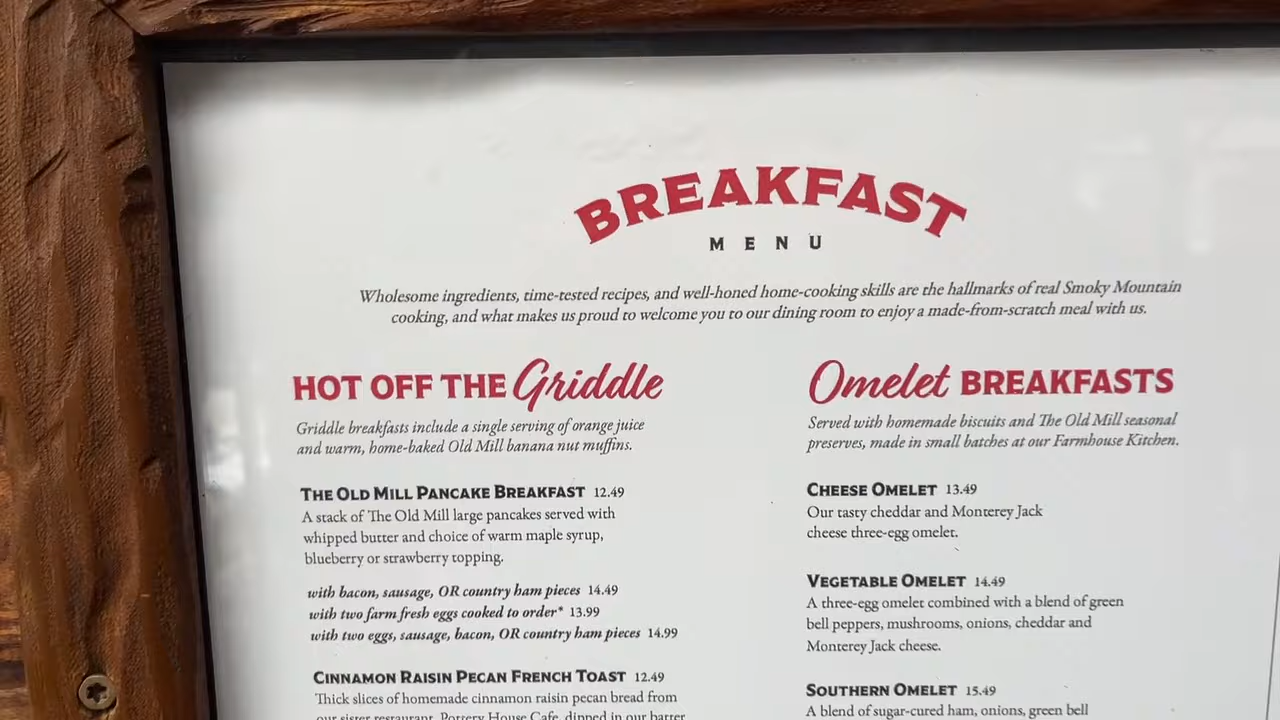 BREAKFAST
MENU
Wholesome ingredients, time-tested recipes, and well-honed home-cooking skills are the hallmarks of real Smoky Mountain
cooking, and what makes us proud to welcome you to our dining room to enjoy a made-from-scratch meal with us.
HOT OFF THE Griddle
Griddle breakfasts include a single serving of orange juice
and warm, home-baked Old Mill banana nut muffins.
THE OLD MILL PANCAKE BREAKFAST 12.49
A stack of The Old Mill large pancakes served with
whipped butter and choice of warm maple syrup,
blueberry or strawberry topping.
with bacon, sausage, OR country ham pieces 14.49
with two farm fresh eggs cooked to order* 13.99
with two eggs, sausage, bacon, OR country ham pieces 14.99
CINNAMON RAISIN PECAN FRENCH TOAST 12.49
Thick slices of homemade cinnamon raisin pecan bread from
our sister restaurant, Pottery House Cafe, dipped in our batter
Omelet BREAKFASTS
Served with homemade biscuits and The Old Mill seasonal
preserves, made in small batches at our Farmhouse Kitchen.
CHEESE OMELET 13.49
Our tasty cheddar and Monterey Jack
cheese three-egg omelet.
VEGETABLE OMELET 14.49
A three-egg omelet combined with a blend of green
bell peppers, mushrooms, onions, cheddar and
Monterey Jack cheese.
SOUTHERN OMELET 15.49
A blend of sugar-cured ham, onions, green bell